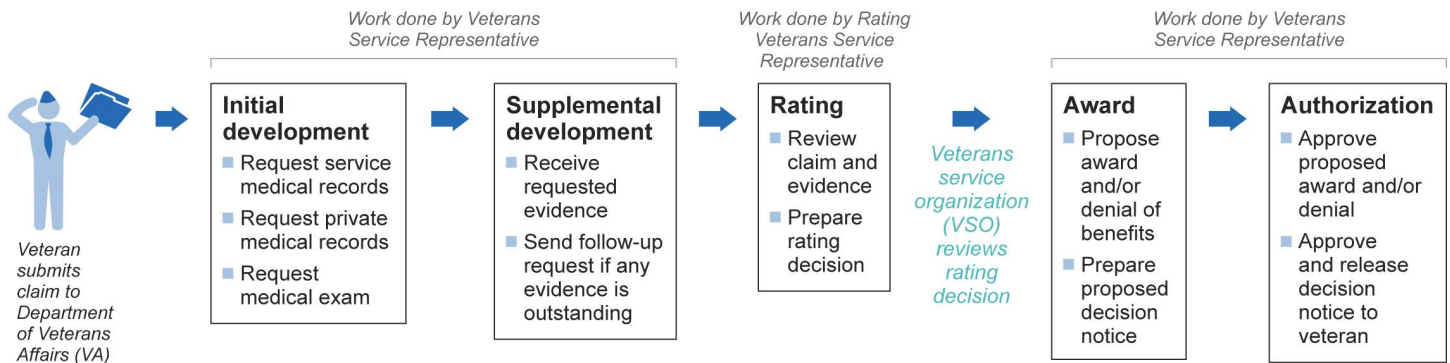 Work done by Veterans
Service Representative
Work done by Rating
Veterans Service
Representative
Work done by Veterans
Service Representative
Veteran
submits
claim to
Department
of Veterans
Affairs (VA)
Initial
development
Request service
medical records
Request private
medical records
Request
medical exam
Supplemental
development
Receive
requested
evidence
Send follow-up
request if any
evidence is
outstanding
Rating
Review
claim and
evidence
Prepare
rating
decision
Veterans
service
organization
(VSO)
reviews
rating
decision
Award
Propose
award
and/or
denial of
benefits
Prepare
proposed
decision
notice
Authorization
Approve
proposed
award and/or
denial
Approve
and release
decision
notice to
veteran